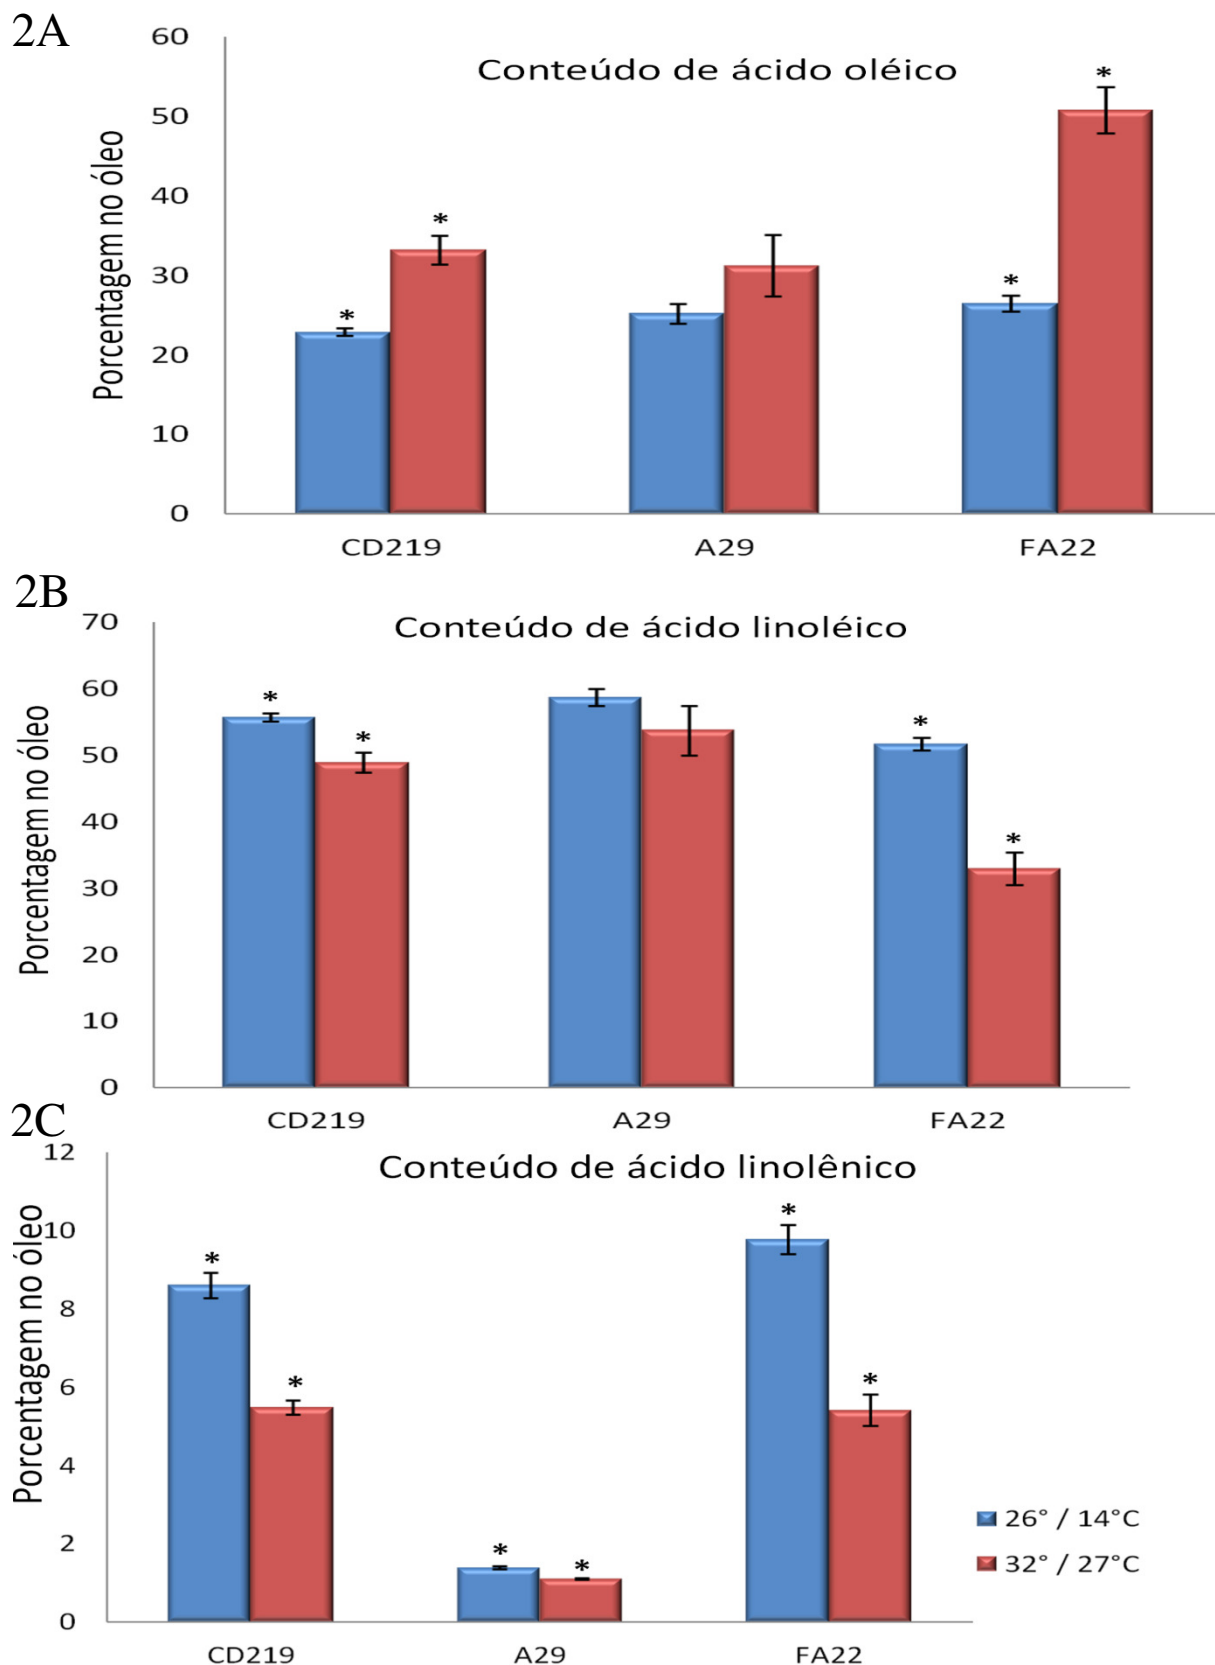 2A
Conteúdo de ácido oléico
Porcentagem no óleo
60
50
40
30
20
10
0
*
*
*
*
CD219 A29 FA22
2B
Conteúdo de ácido linoléico
Porcentagem no óleo
70
60
50
40
30
20
10
0
*
*
*
*
CD219 A29 FA22
2C
Conteúdo de ácido linolênico
Porcentagem no óleo
12
10
8
6
4
2
0
*
*
*
*
*
*
CD219 A29 FA22
26° / 14°C
32° / 27°C